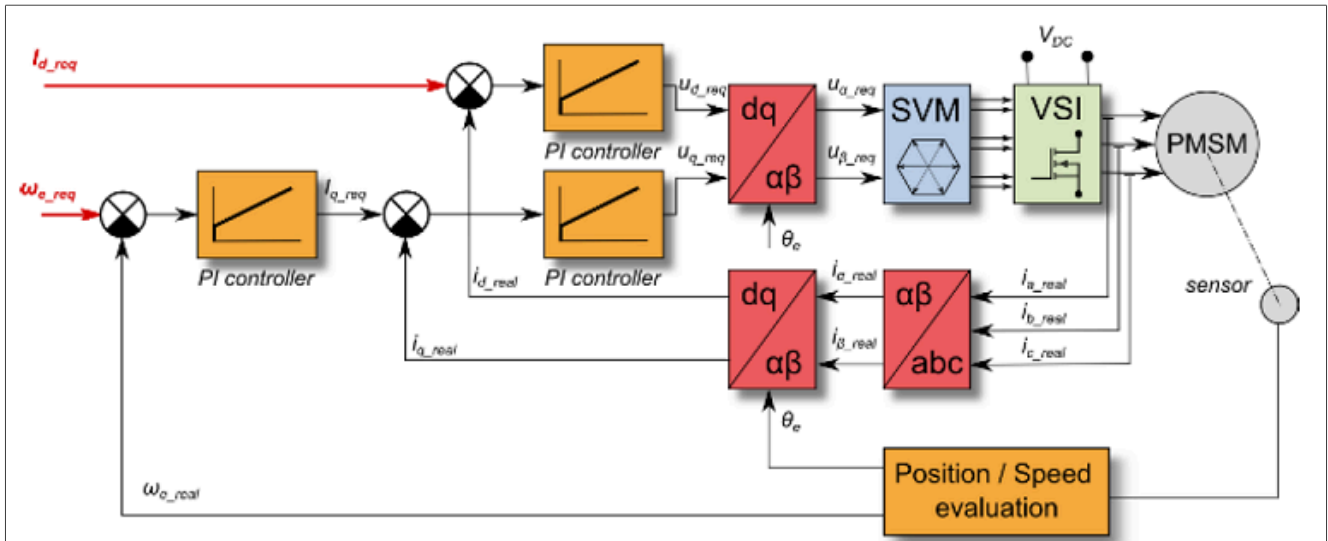 V_DC
I_d_req
u_d_req
dq
αβ
u_α_req
SVM
VSI
PMSM
PI controller
u_q_req
u_β_req
ω_e_req
I_q_req
PI controller
PI controller
θ_e
i_d_real
dq
αβ
i_α_real
αβ
abc
i_a_real
sensor
i_b_real
i_q_real
i_β_real
i_c_real
θ_e
ω_e_real
Position / Speed
evaluation